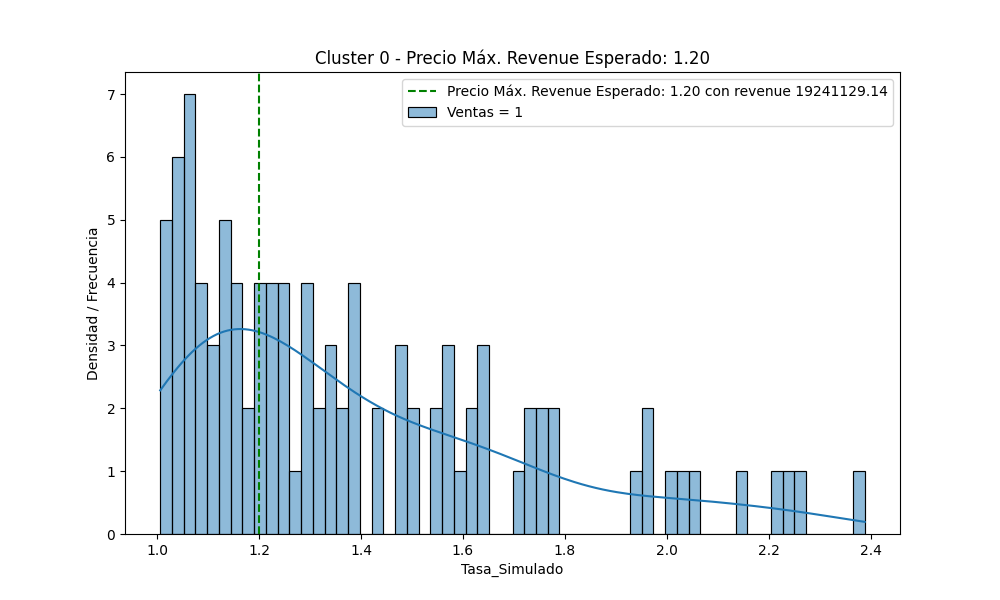 Cluster 0 - Precio Máx. Revenue Esperado: 1.20
Precio Máx. Revenue Esperado: 1.20 con revenue 19241129.14
Ventas = 1
Densidad / Frecuencia
7
6
5
4
3
2
1
0
1.0 1.2 1.4 1.6 1.8 2.0 2.2 2.4
Tasa_Simulado